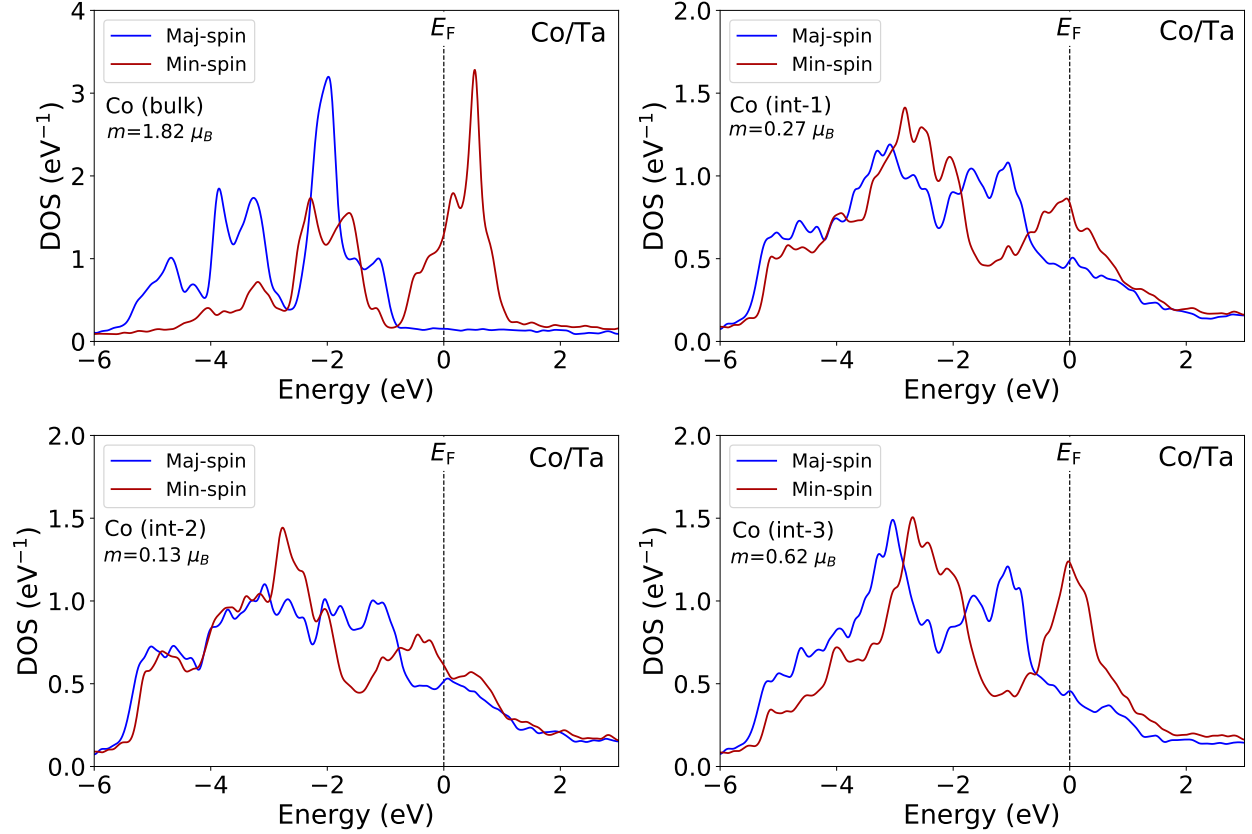 E_F
Co/Ta
Maj-spin
Min-spin
Co (bulk)
m=1.82 μ_B
DOS (eV⁻¹)
4
3
2
1
0
−6
−4
−2
0
2
Energy (eV)
E_F
Co/Ta
Maj-spin
Min-spin
Co (int-1)
m=0.27 μ_B
DOS (eV⁻¹)
2.0
1.5
1.0
0.5
0.0
−6
−4
−2
0
2
Energy (eV)
E_F
Co/Ta
Maj-spin
Min-spin
Co (int-2)
m=0.13 μ_B
DOS (eV⁻¹)
2.0
1.5
1.0
0.5
0.0
−6
−4
−2
0
2
Energy (eV)
E_F
Co/Ta
Maj-spin
Min-spin
Co (int-3)
m=0.62 μ_B
DOS (eV⁻¹)
2.0
1.5
1.0
0.5
0.0
−6
−4
−2
0
2
Energy (eV)